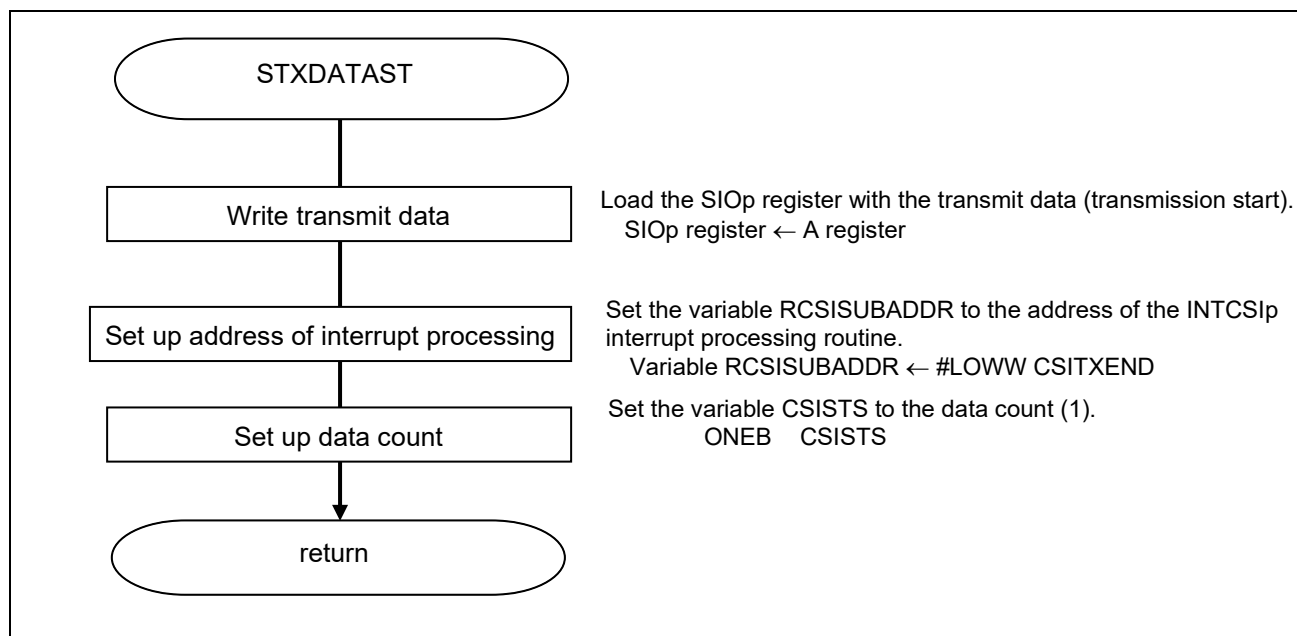 STXDATAST
Write transmit data
Load the SIOp register with the transmit data (transmission start).
SIOp register ← A register
Set up address of interrupt processing
Set the variable RCSISUBADDR to the address of the INTCSIp
interrupt processing routine.
Variable RCSISUBADDR ← #LOWW CSITXEND
Set up data count
Set the variable CSISTS to the data count (1).
ONEB CSISTS
return